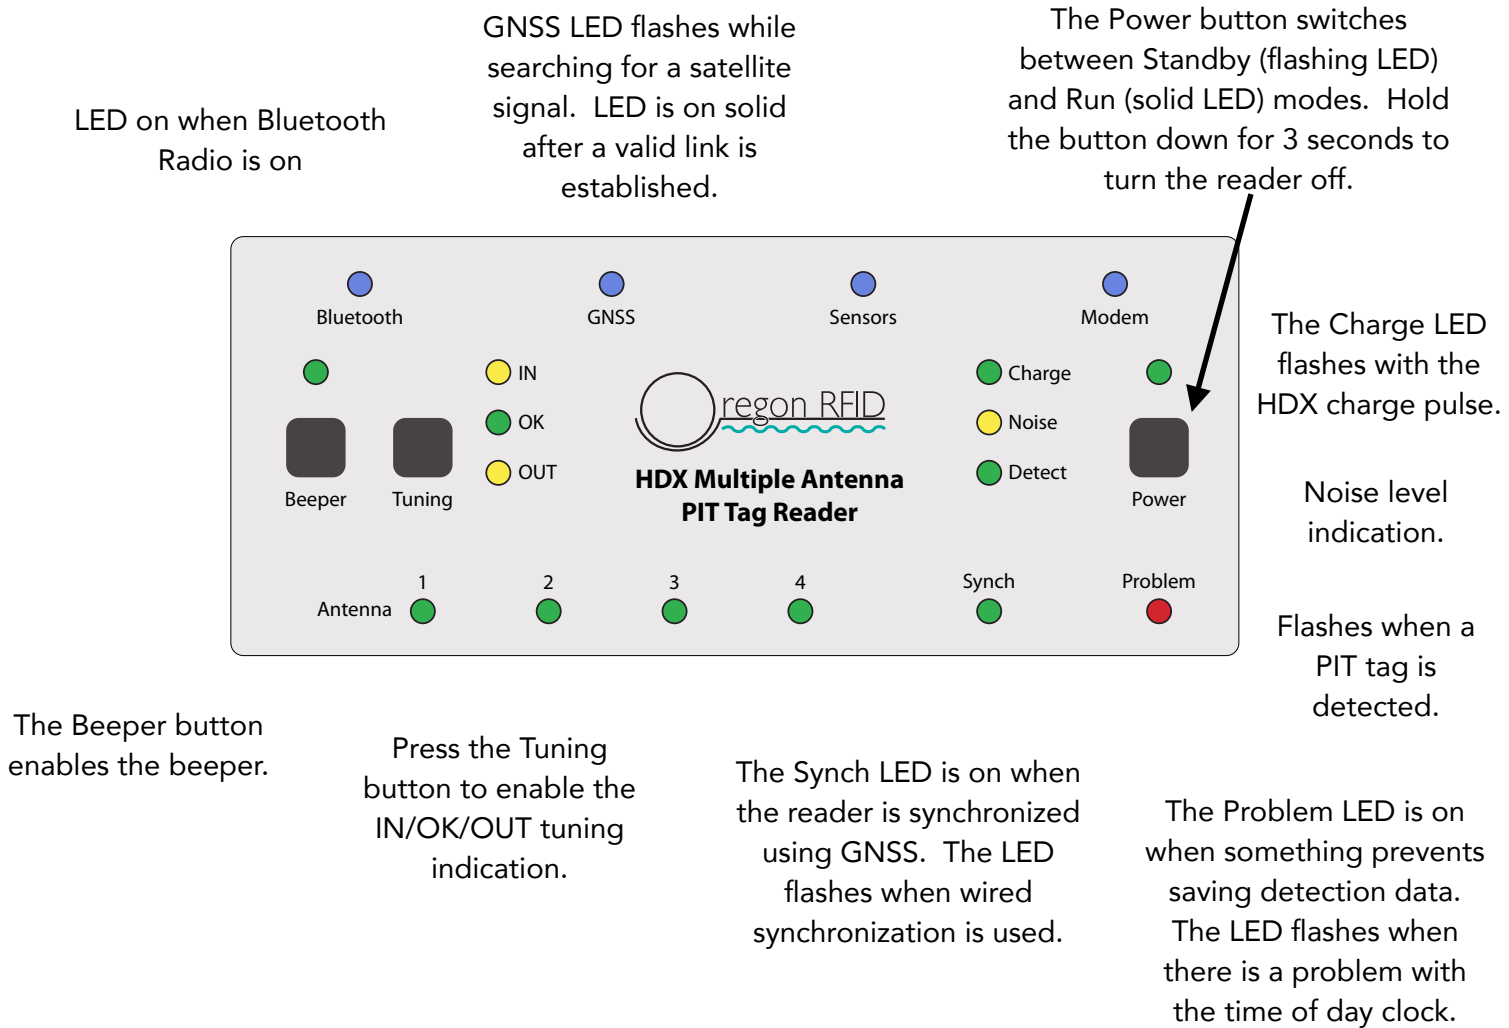 GNSS LED flashes while
searching for a satellite
signal.  LED is on solid
after a valid link is
established.
The Power button switches
between Standby (flashing LED)
and Run (solid LED) modes.  Hold
the button down for 3 seconds to
turn the reader off.
LED on when Bluetooth
Radio is on
Bluetooth
GNSS
Sensors
Modem
IN
OK
OUT
Beeper
Tuning
Oregon RFID
HDX Multiple Antenna
PIT Tag Reader
Charge
Noise
Detect
Power
Antenna
1
2
3
4
Synch
Problem
The Charge LED
flashes with the
HDX charge pulse.
Noise level
indication.
Flashes when a
PIT tag is
detected.
The Beeper button
enables the beeper.
Press the Tuning
button to enable the
IN/OK/OUT tuning
indication.
The Synch LED is on when
the reader is synchronized
using GNSS.  The LED
flashes when wired
synchronization is used.
The Problem LED is on
when something prevents
saving detection data.
The LED flashes when
there is a problem with
the time of day clock.